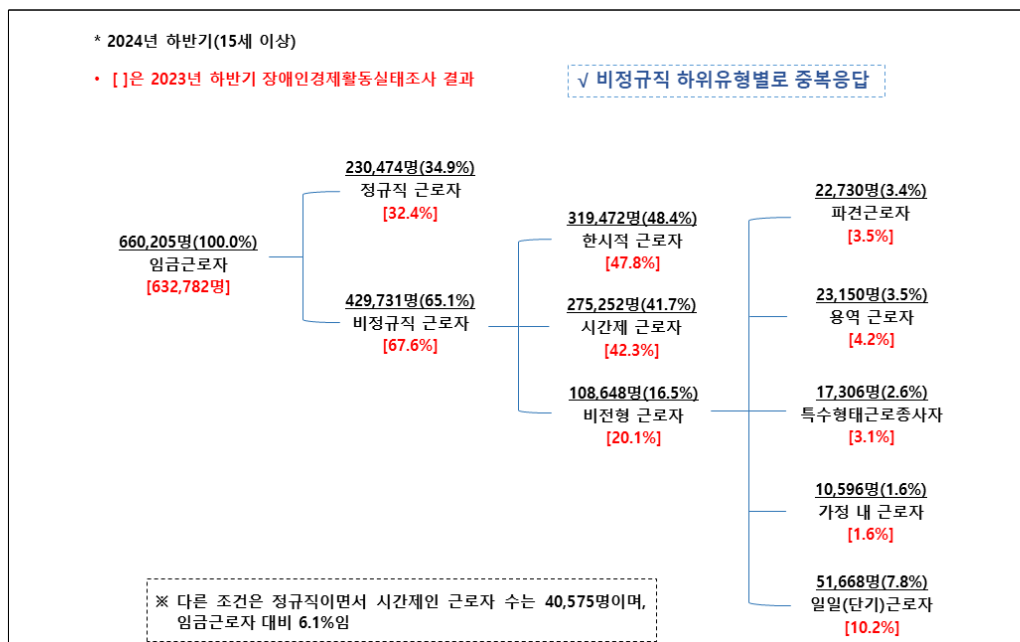 * 2024년 하반기(15세 이상)
• [ ]은 2023년 하반기 장애인경제활동실태조사 결과
√ 비정규직 하위유형별로 중복응답
660,205명(100.0%)
임금근로자
[632,782명]
230,474명(34.9%)
정규직 근로자
[32.4%]
429,731명(65.1%)
비정규직 근로자
[67.6%]
319,472명(48.4%)
한시적 근로자
[47.8%]
275,252명(41.7%)
시간제 근로자
[42.3%]
108,648명(16.5%)
비전형 근로자
[20.1%]
22,730명(3.4%)
파견근로자
[3.5%]
23,150명(3.5%)
용역 근로자
[4.2%]
17,306명(2.6%)
특수형태근로종사자
[3.1%]
10,596명(1.6%)
가정 내 근로자
[1.6%]
51,668명(7.8%)
일일(단기)근로자
[10.2%]
※ 다른 조건은 정규직이면서 시간제인 근로자 수는 40,575명이며,
임금근로자 대비 6.1%임